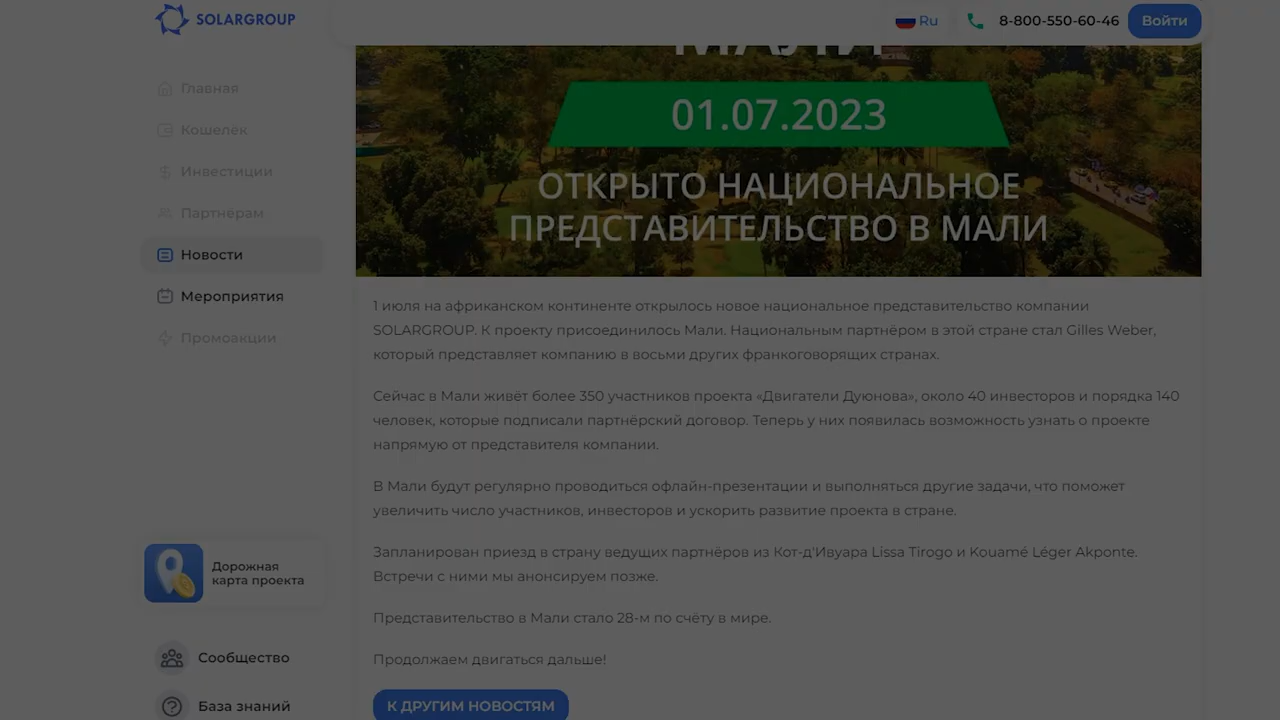 SOLARGROUP
Ru
8-800-550-60-46
Войти
Главная
Кошелёк
Инвестиции
Партнёрам
Новости
Мероприятия
Промоакции
Дорожная
карта проекта
Сообщество
База знаний
МАЛИ
01.07.2023
ОТКРЫТО НАЦИОНАЛЬНОЕ
ПРЕДСТАВИТЕЛЬСТВО В МАЛИ
1 июля на африканском континенте открылось новое национальное представительство компании
SOLARGROUP. К проекту присоединилось Мали. Национальным партнёром в этой стране стал Gilles Weber,
который представляет компанию в восьми других франкоговорящих странах.
Сейчас в Мали живёт более 350 участников проекта «Двигатели Дуюнова», около 40 инвесторов и порядка 140
человек, которые подписали партнёрский договор. Теперь у них появилась возможность узнать о проекте
напрямую от представителя компании.
В Мали будут регулярно проводиться офлайн-презентации и выполняться другие задачи, что поможет
увеличить число участников, инвесторов и ускорить развитие проекта в стране.
Запланирован приезд в страну ведущих партнёров из Кот-д'Ивуара Lissa Tirogo и Kouamé Léger Akponte.
Встречи с ними мы анонсируем позже.
Представительство в Мали стало 28-м по счёту в мире.
Продолжаем двигаться дальше!
К ДРУГИМ НОВОСТЯМ